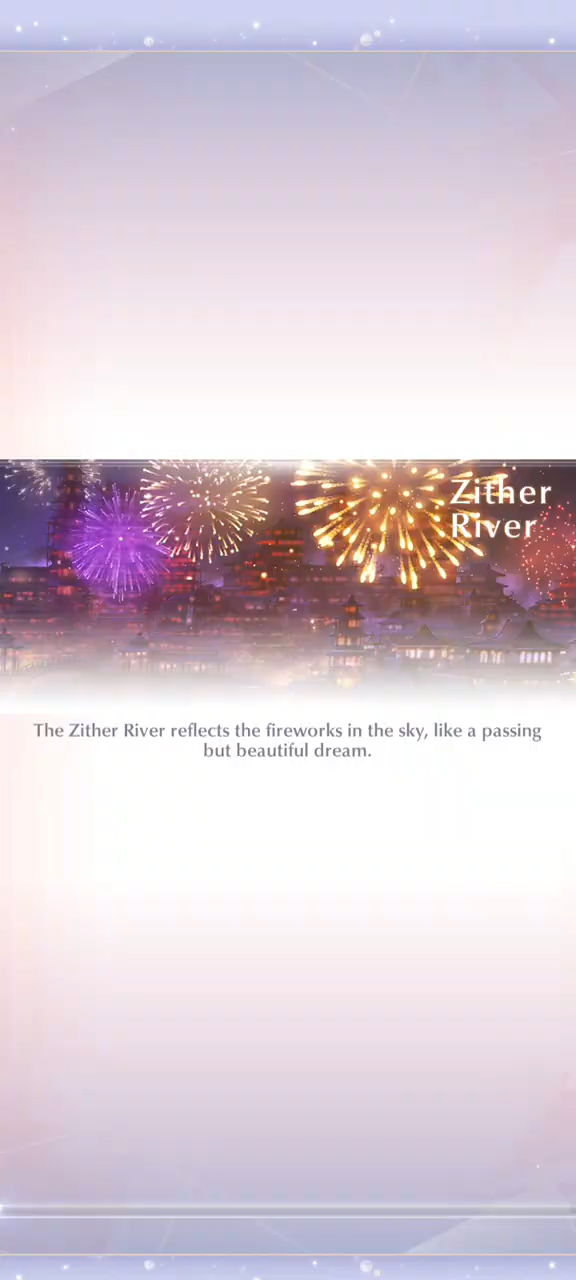 Zither
River
The Zither River reflects the fireworks in the sky, like a passing
but beautiful dream.